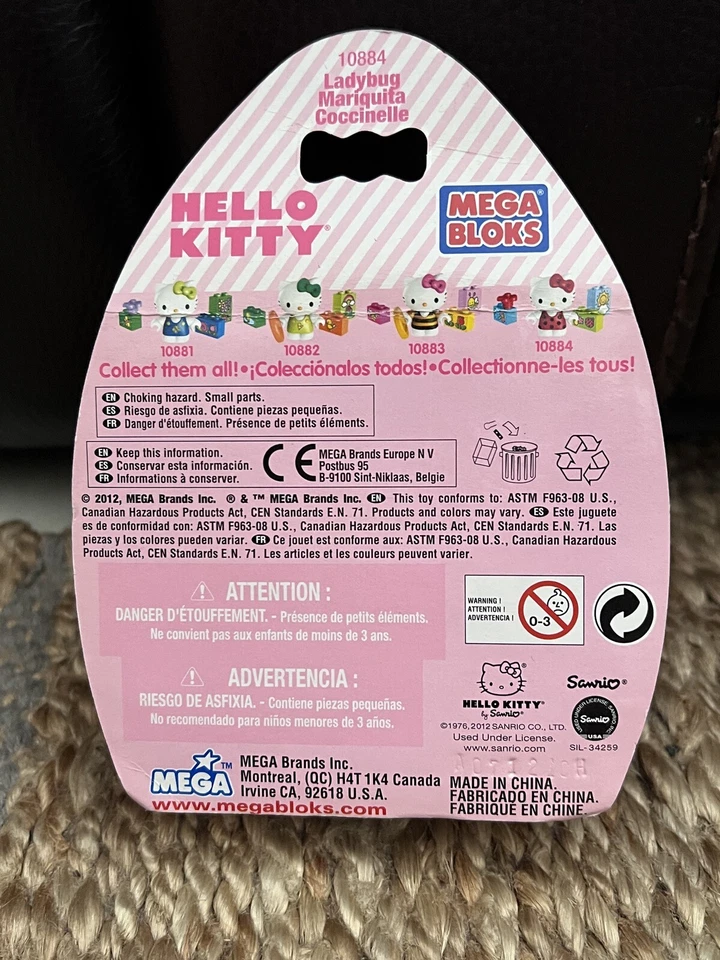 10884
Ladybug
Mariquita
Coccinelle
HELLO
KITTY®
MEGA
BLOKS®
10881
10882
10883
10884
Collect them all!•¡Colecciónalos todos!•Collectionne-les tous!
EN Choking hazard. Small parts.
ES Riesgo de asfixia. Contiene piezas pequeñas.
FR Danger d'étouffement. Présence de petits éléments.
EN Keep this information.
ES Conservar esta información.
FR Informations à conserver.
CE
MEGA Brands Europe N V
Postbus 95
B-9100 Sint-Niklaas, Belgie
© 2012, MEGA Brands Inc. ® & ™ MEGA Brands Inc. EN This toy conforms to: ASTM F963-08 U.S.,
Canadian Hazardous Products Act, CEN Standards E.N. 71. Products and colors may vary. ES Este juguete
es de conformidad con: ASTM F963-08 U.S., Canadian Hazardous Products Act, CEN Standards E.N. 71. Las
piezas y los colores pueden variar. FR Ce jouet est conforme aux: ASTM F963-08 U.S., Canadian Hazardous
Products Act, CEN Standards E.N. 71. Les articles et les couleurs peuvent varier.
ATTENTION :
DANGER D'ÉTOUFFEMENT. - Présence de petits éléments.
Ne convient pas aux enfants de moins de 3 ans.
WARNING !
ATTENTION !
ADVERTENCIA !
0-3
ADVERTENCIA :
RIESGO DE ASFIXIA. - Contiene piezas pequeñas.
No recomendado para niños menores de 3 años.
HELLO KITTY®
by Sanrio®
©1976, 2012 SANRIO CO., LTD.
Used Under License.
www.sanrio.com
Sanrio®
USED UNDER LICENSE, SANRIO, INC.
Sanrio
USA
SIL-34259
MEGA™
MEGA Brands Inc.
Montreal, (QC) H4T 1K4 Canada
Irvine CA, 92618 U.S.A.
www.megabloks.com
MADE IN CHINA.
FABRICADO EN CHINA.
FABRIQUÉ EN CHINE.